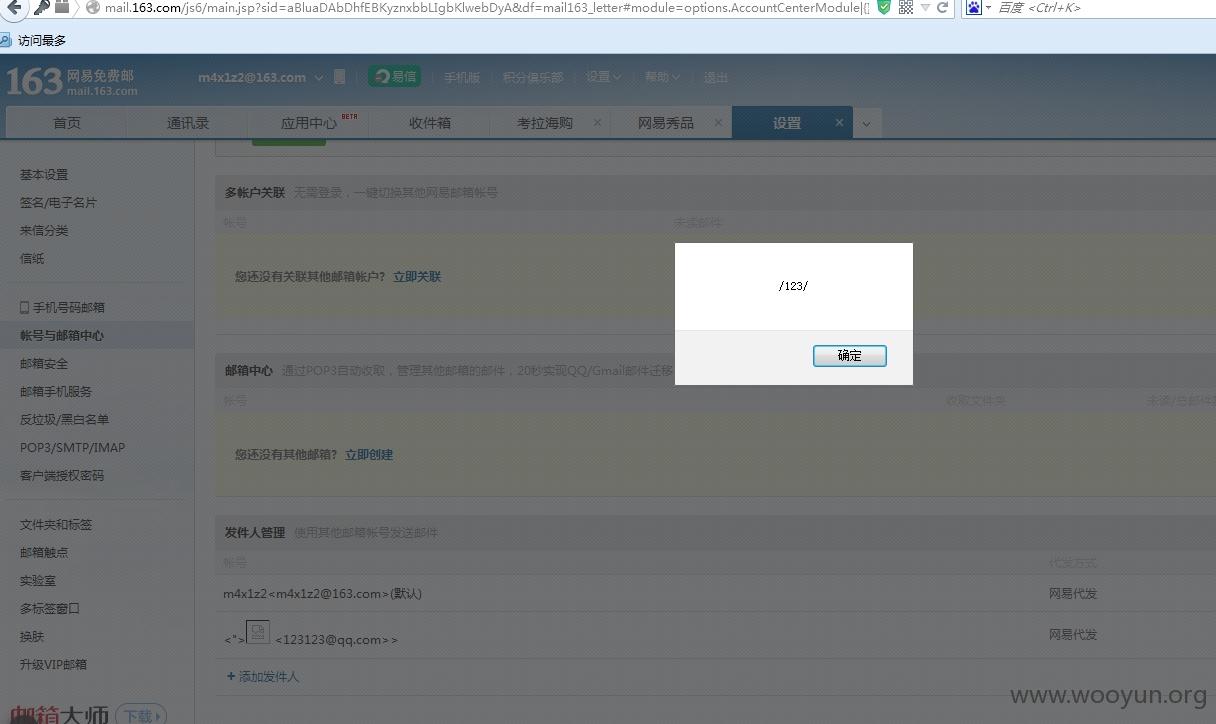 mail.163.com/js6/main.jsp?sid=aBluaDAbDhfEBKyznxbbLIgbKlwebDyA&df=mail163_letter#module=options.AccountCenterModule|{
百度 <Ctrl+K>
访问最多
163 网易免费邮
mail.163.com
m4x1z2@163.com 易信 手机版 积分俱乐部 设置 帮助 退出
首页 通讯录 应用中心 BETA 收件箱 考拉海购 × 网易秀品 × 设置 ×
基本设置
签名/电子名片
来信分类
信纸
手机号码邮箱
帐号与邮箱中心
邮箱安全
邮箱手机服务
反垃圾/黑白名单
POP3/SMTP/IMAP
客户端授权密码
文件夹和标签
邮箱触点
实验室
多标签窗口
换肤
升级VIP邮箱
邮箱大师 下载
多帐户关联 无需登录，一键切换其他网易邮箱帐号
帐号 未读邮件
您还没有关联其他邮箱帐户？ 立即关联
/123/
确定
邮箱中心 通过POP3自动收取，管理其他邮箱的邮件，20秒实现QQ/Gmail邮件迁移
帐号 收取文件夹 未读/总邮件
您还没有其他邮箱？ 立即创建
发件人管理 使用其他邮箱帐号发送邮件
帐号 代发方式
m4x1z2<m4x1z2@163.com>(默认) 网易代发
<"> <123123@qq.com>> 网易代发
+ 添加发件人
www.wooyun.org